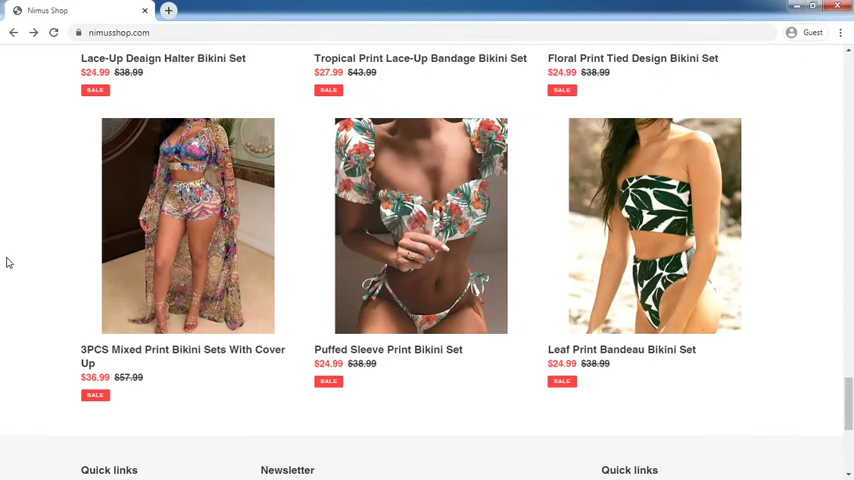 Nimus Shop
nimusshop.com
Guest
Lace-Up Deaign Halter Bikini Set
$24.99 $38.99
SALE
Tropical Print Lace-Up Bandage Bikini Set
$27.99 $43.99
SALE
Floral Print Tied Design Bikini Set
$24.99 $38.99
SALE
3PCS Mixed Print Bikini Sets With Cover
Up
$36.99 $57.99
SALE
Puffed Sleeve Print Bikini Set
$24.99 $38.99
SALE
Leaf Print Bandeau Bikini Set
$24.99 $38.99
SALE
Quick links
Newsletter
Quick links